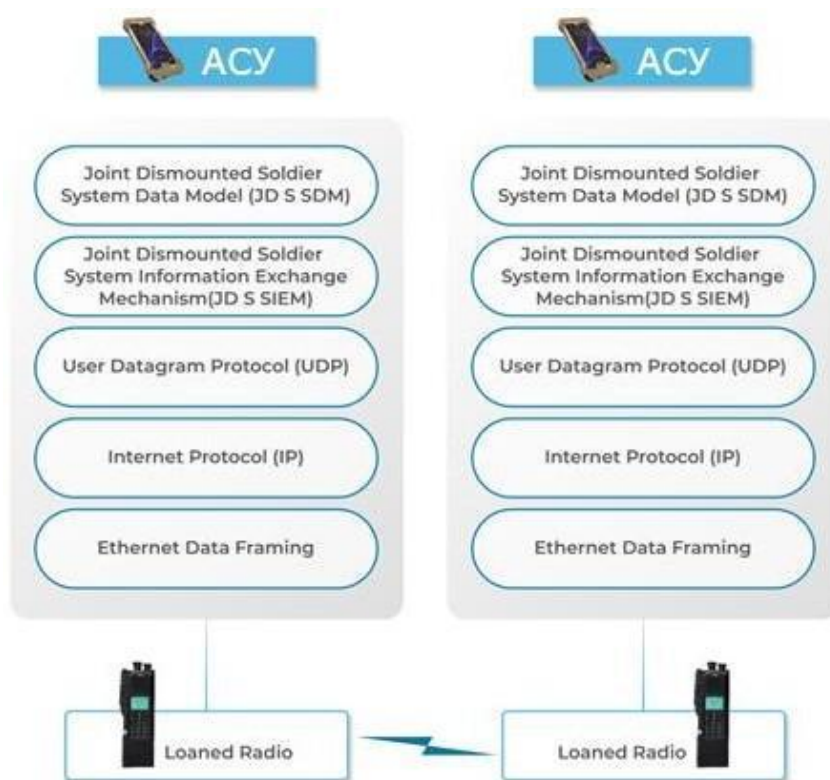 АСУ
Joint Dismounted Soldier
System Data Model (JD S SDM)
Joint Dismounted Soldier
System Information Exchange
Mechanism(JD S SIEM)
User Datagram Protocol (UDP)
Internet Protocol (IP)
Ethernet Data Framing
Loaned Radio
АСУ
Joint Dismounted Soldier
System Data Model (JD S SDM)
Joint Dismounted Soldier
System Information Exchange
Mechanism(JD S SIEM)
User Datagram Protocol (UDP)
Internet Protocol (IP)
Ethernet Data Framing
Loaned Radio